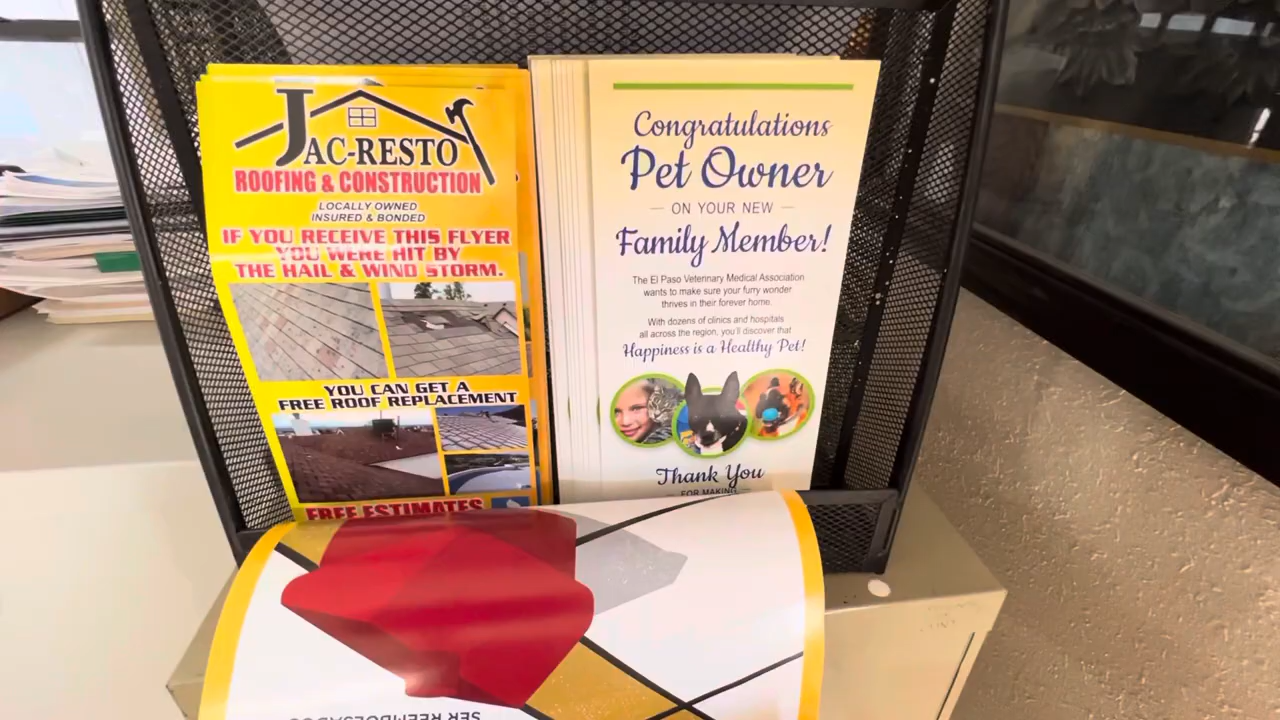 JAC-RESTO
ROOFING & CONSTRUCTION
LOCALLY OWNED
INSURED & BONDED
IF YOU RECEIVE THIS FLYER
YOU WERE HIT BY
THE HAIL & WIND STORM.
YOU CAN GET A
FREE ROOF REPLACEMENT
FREE ESTIMATES
Congratulations
Pet Owner
— ON YOUR NEW —
Family Member!
The El Paso Veterinary Medical Association
wants to make sure your furry wonder
thrives in their forever home.
With dozens of clinics and hospitals
all across the region, you'll discover that
Happiness is a Healthy Pet!
Thank You
FOR MAKING
SER REEMBOLSADOS